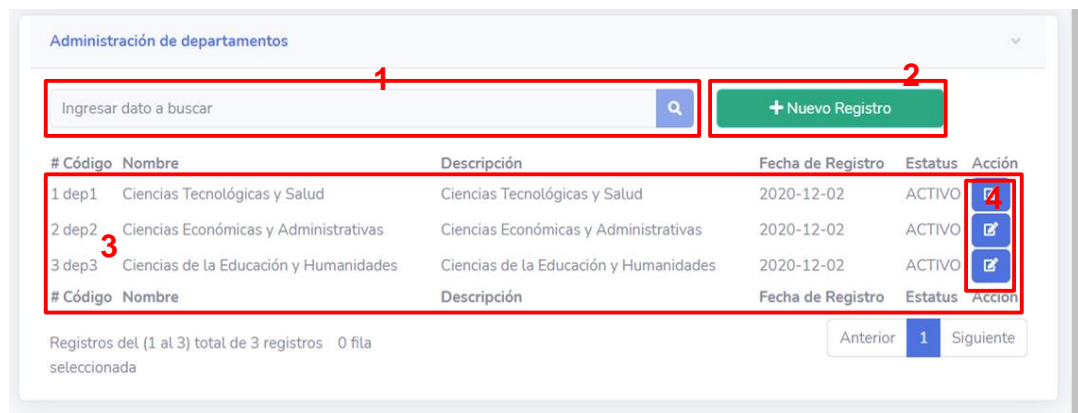 Administración de departamentos
1
2
Ingresar dato a buscar
+ Nuevo Registro
# Código Nombre Descripción Fecha de Registro Estatus Acción
1 dep1 Ciencias Tecnológicas y Salud Ciencias Tecnológicas y Salud 2020-12-02 ACTIVO
4
2 dep2 Ciencias Económicas y Administrativas Ciencias Económicas y Administrativas 2020-12-02 ACTIVO
3
3 dep3 Ciencias de la Educación y Humanidades Ciencias de la Educación y Humanidades 2020-12-02 ACTIVO
# Código Nombre Descripción Fecha de Registro Estatus Acción
Registros del (1 al 3) total de 3 registros 0 fila
seleccionada
Anterior 1 Siguiente